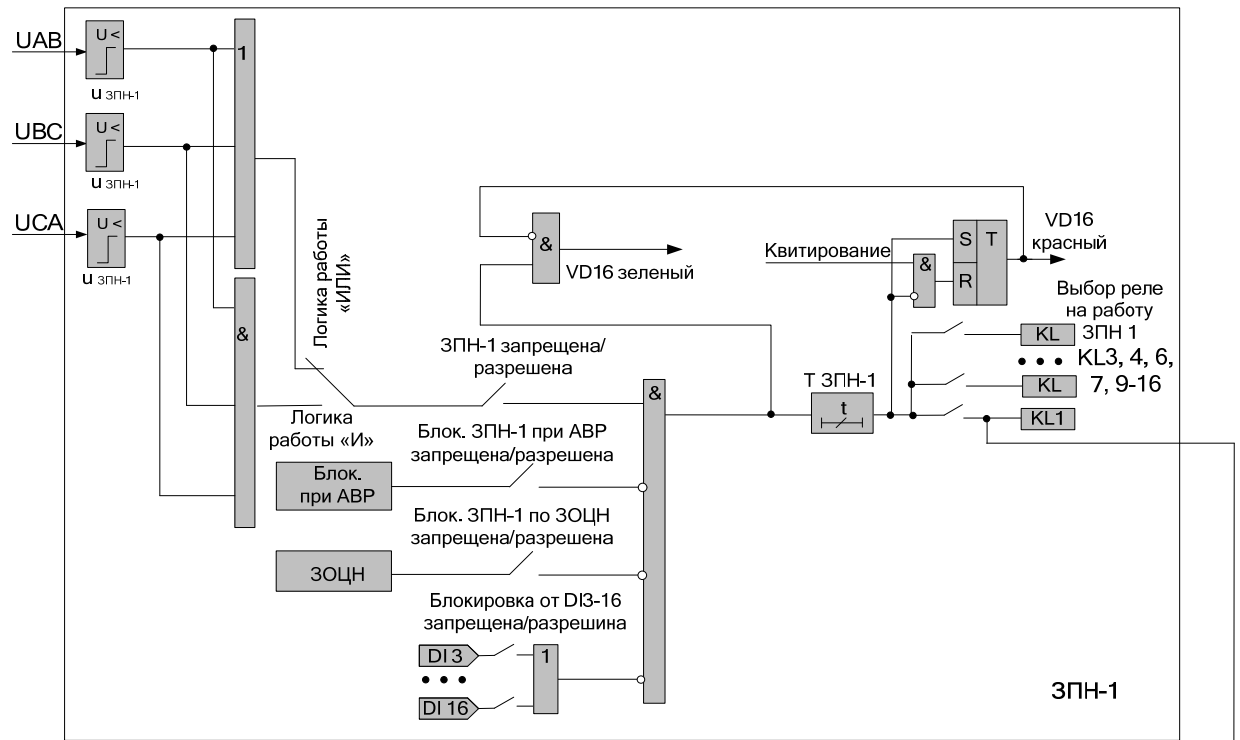 UAB
U <
U ЗПН-1
UBC
U <
U ЗПН-1
UCA
U <
U ЗПН-1
1
&
Логика работы
«ИЛИ»
Логика
работы «И»
ЗПН-1 запрещена/
разрешена
Блок. ЗПН-1 при АВР
запрещена/разрешена
Блок.
при АВР
Блок. ЗПН-1 по ЗОЦН
запрещена/разрешена
ЗОЦН
Блокировка от DI3-16
запрещена/разрешина
DI 3
• • •
DI 16
1
&
&
VD16 зеленый
Т ЗПН-1
t
Квитирование
&
S
T
R
VD16
красный
Выбор реле
на работу
KL
ЗПН 1
• • •
KL3, 4, 6,
KL
7, 9-16
KL1
ЗПН-1